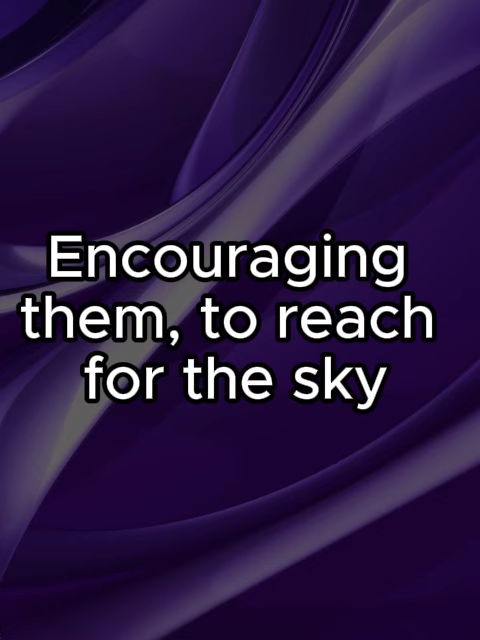 Encouraging
them, to reach
for the sky